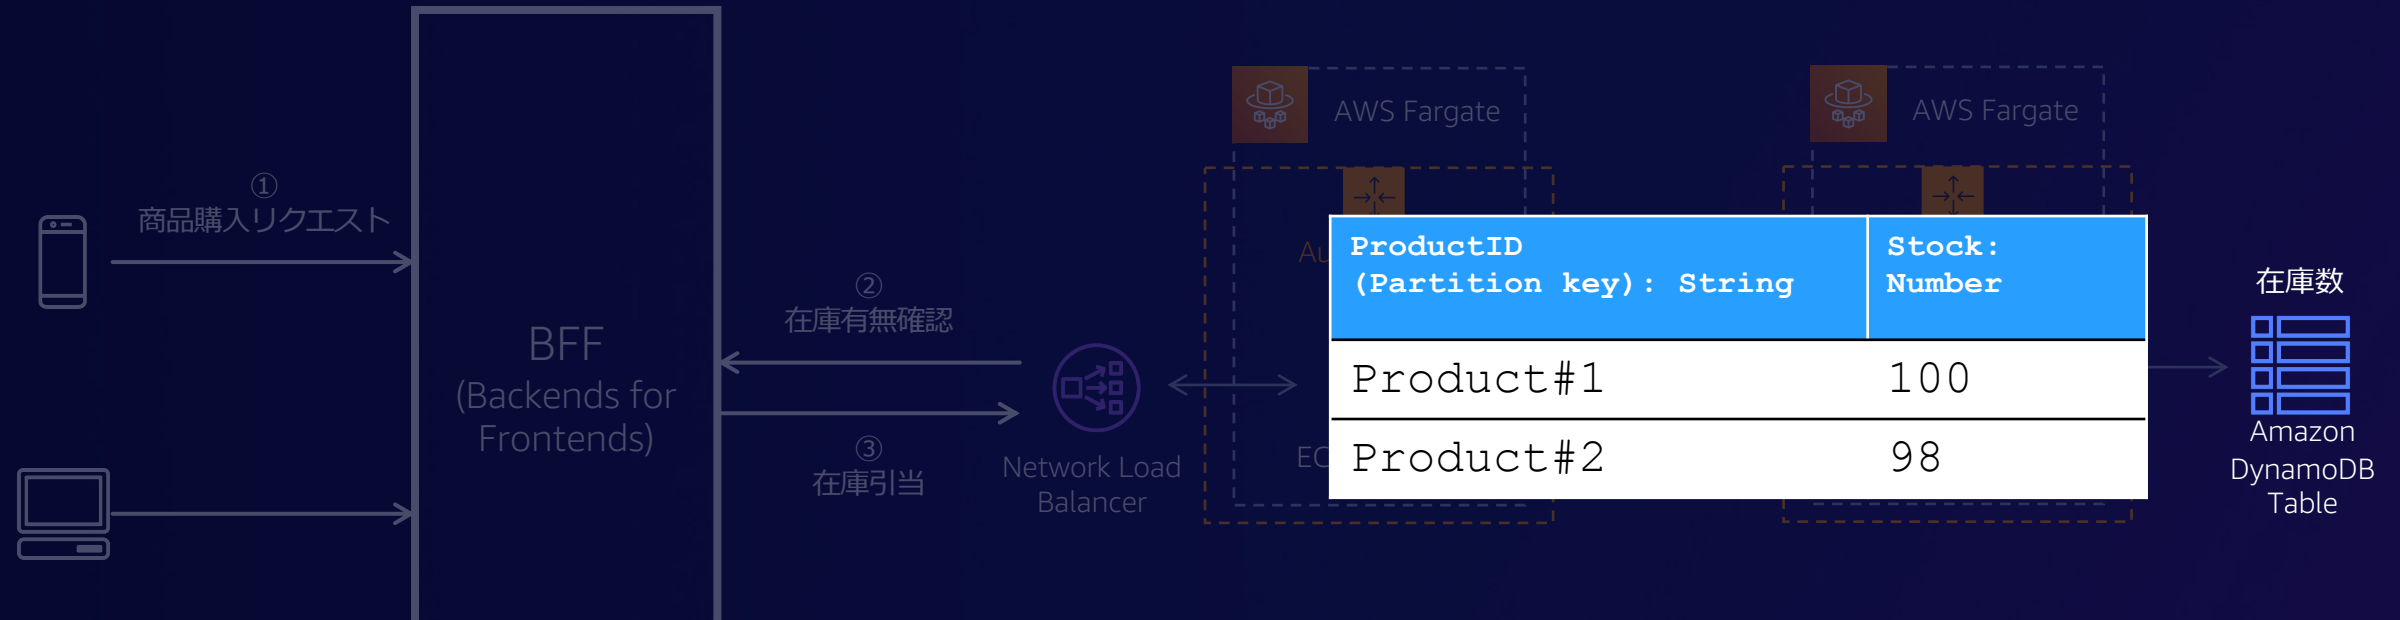 ①
商品購入リクエスト
BFF
(Backends for
Frontends)
②
在庫有無確認
③
在庫引当
Network Load
Balancer
AWS Fargate
AWS Fargate
ProductID
(Partition key): String
Stock:
Number
Product#1
100
Product#2
98
在庫数
Amazon
DynamoDB
Table